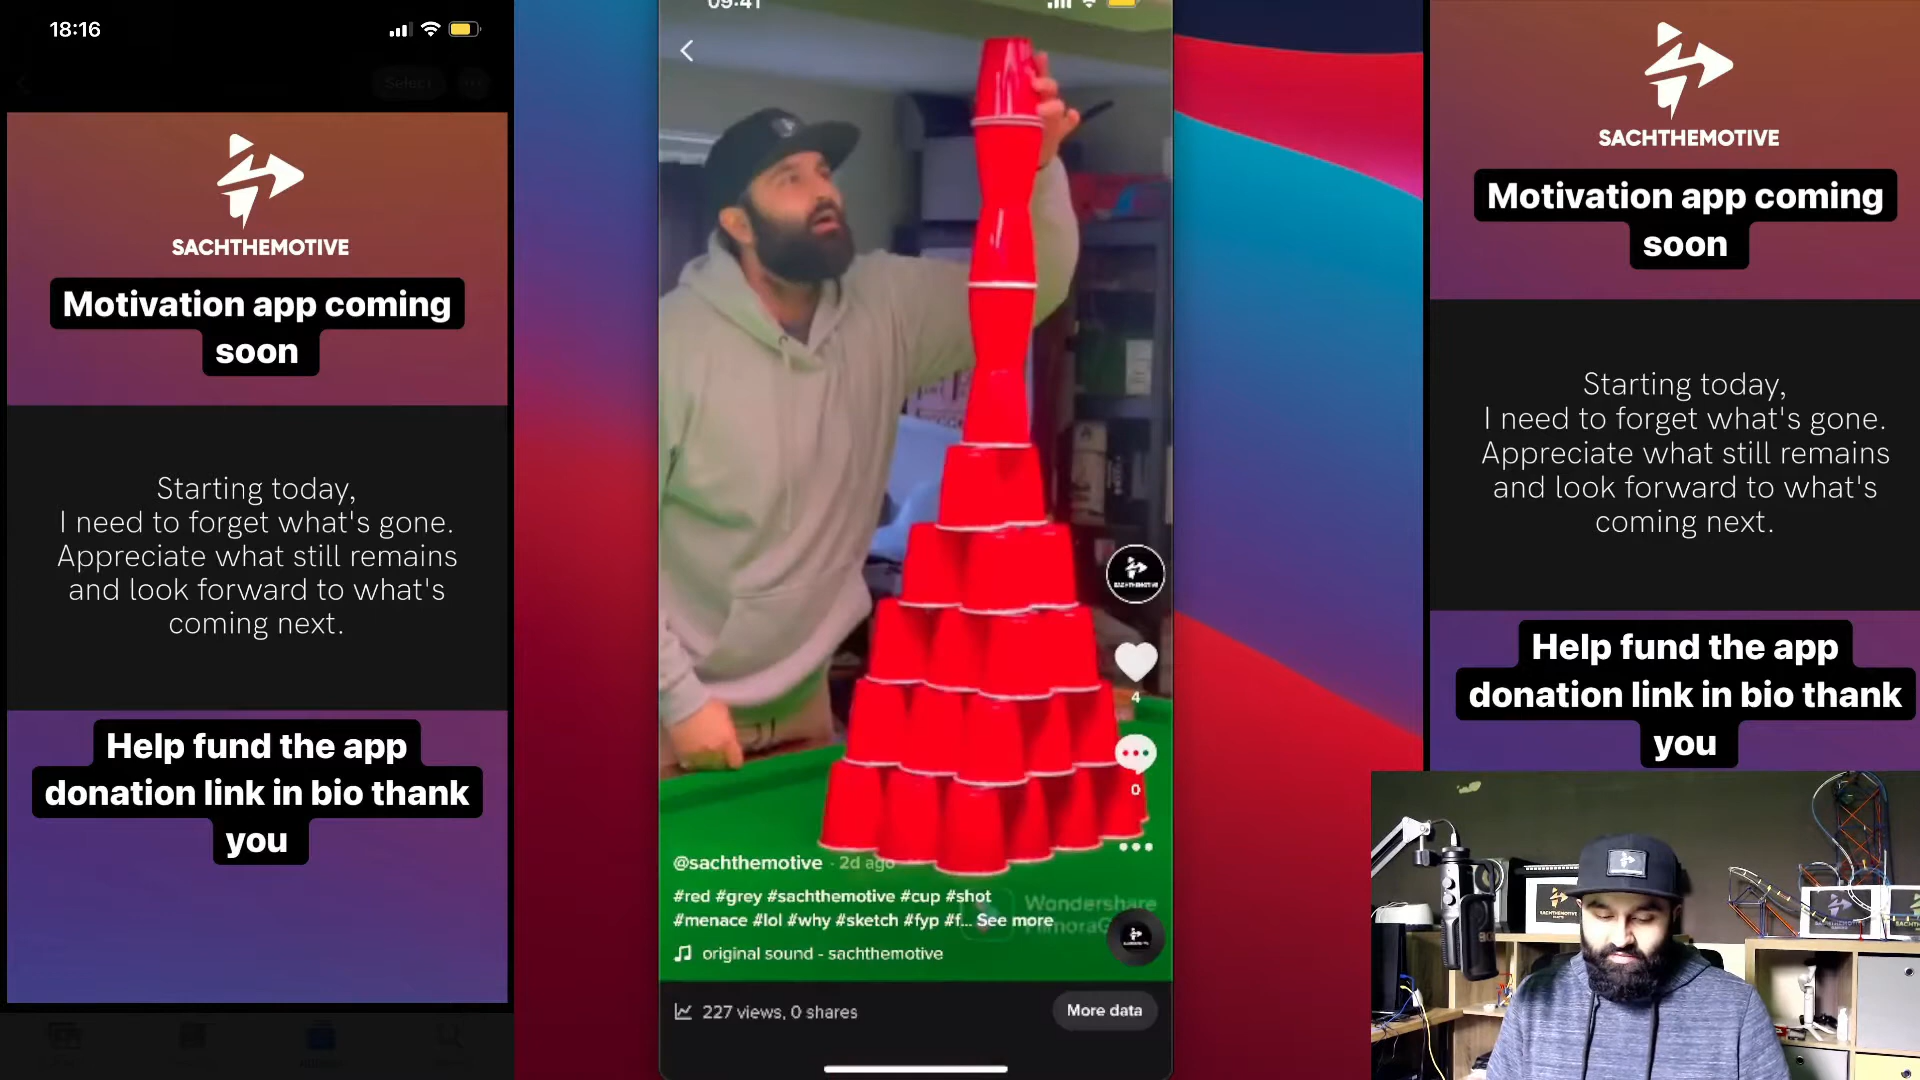 18:16
Select
SACHTHEMOTIVE
Motivation app coming
soon
Starting today,
I need to forget what's gone.
Appreciate what still remains
and look forward to what's
coming next.
Help fund the app
donation link in bio thank
you
09:41
SACHTHEMOTIVE
4
0
@sachthemotive · 2d ago
#red #grey #sachthemotive #cup #shot
#menace #lol #why #sketch #fyp #f... See more
Wondershare
original sound - sachthemotive
227 views, 0 shares
More data
SACHTHEMOTIVE
Motivation app coming
soon
Starting today,
I need to forget what's gone.
Appreciate what still remains
and look forward to what's
coming next.
Help fund the app
donation link in bio thank
you
SACHTHEMOTIVE